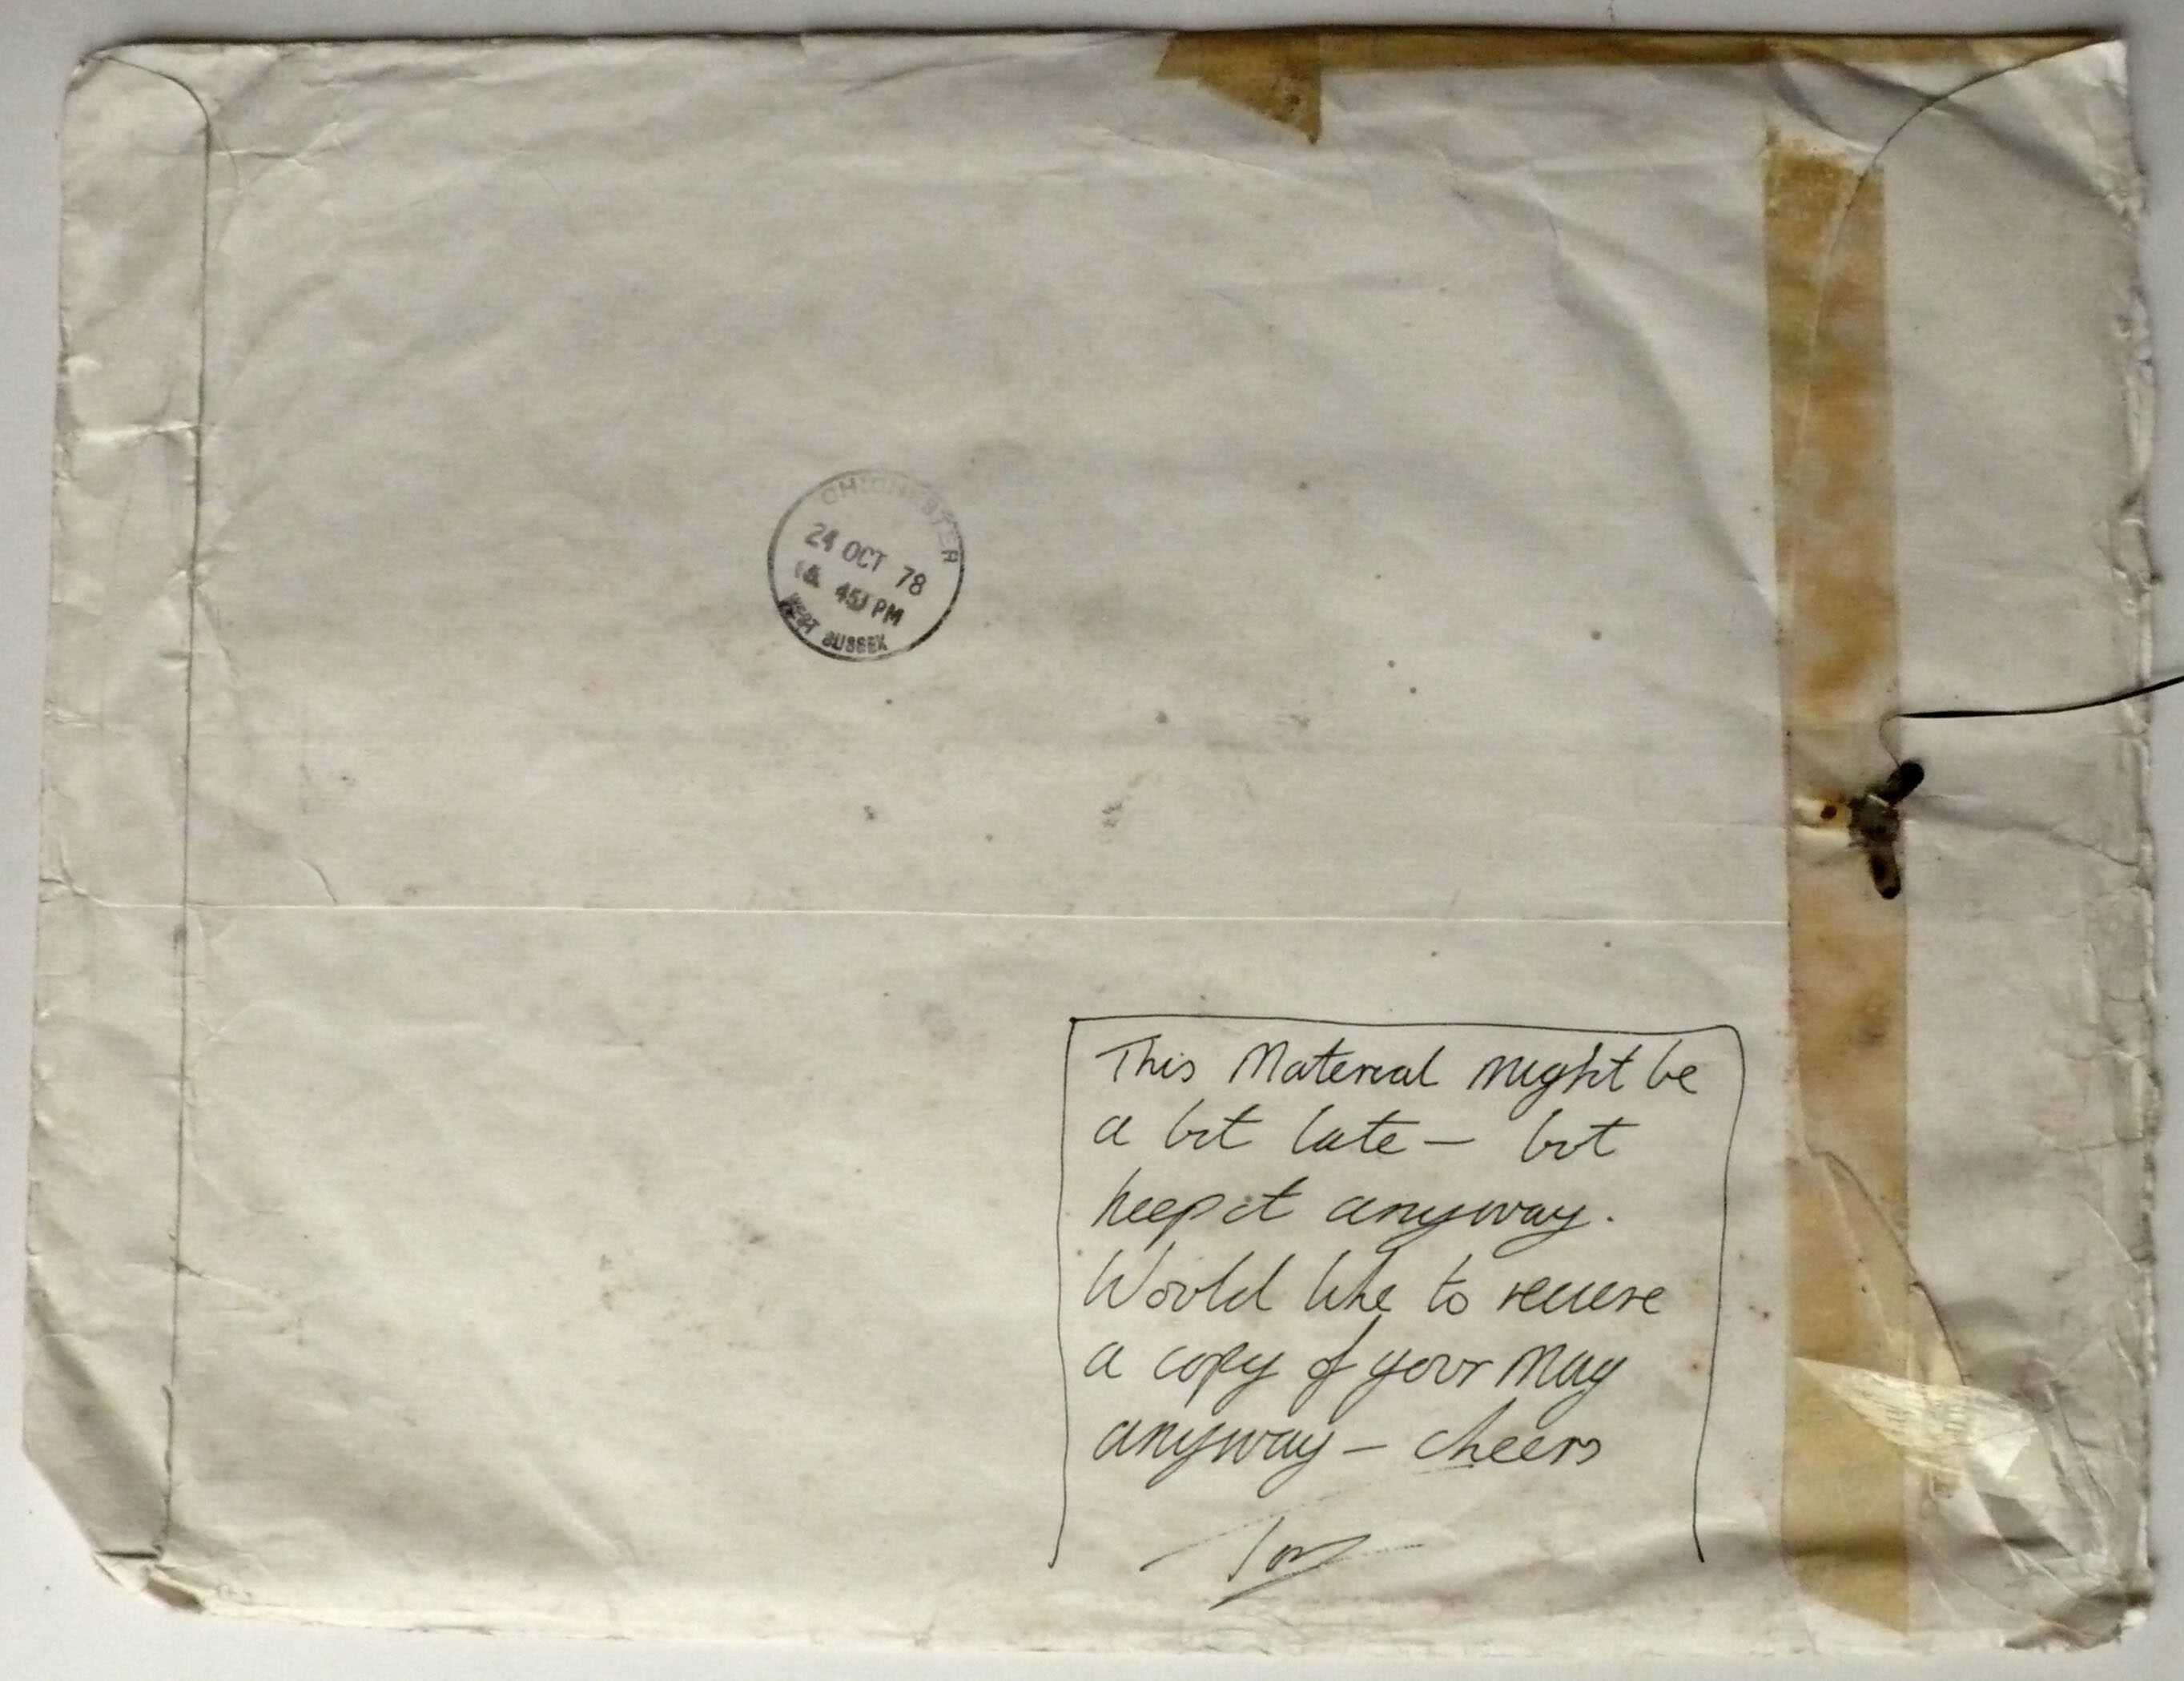 CHICHESTER
24 OCT 78
45 PM
WEST SUSSEX
This Material might be
a bit late — but
keep it anyway.
Would like to receive
a copy of your Mag
anyway — cheers